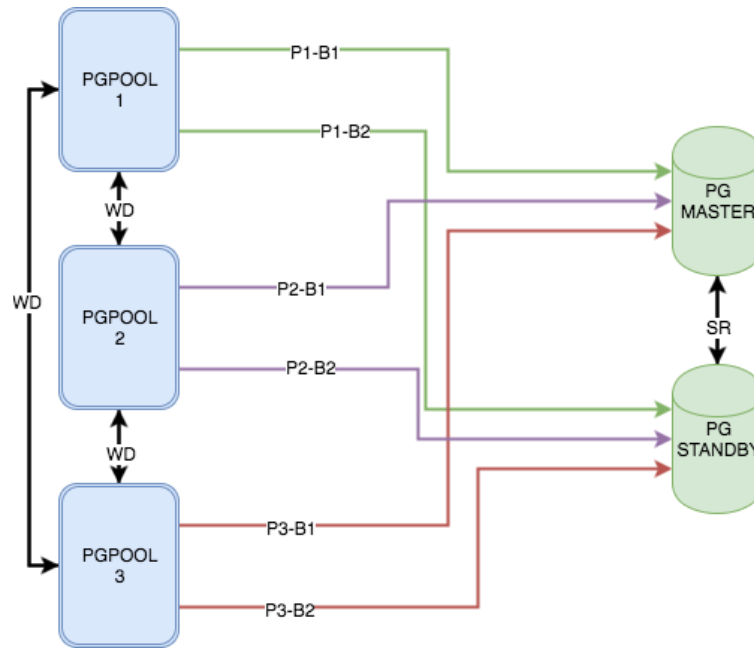 PGPOOL
1
P1-B1
P1-B2
PG
MASTER
WD
PGPOOL
2
P2-B1
P2-B2
WD
SR
WD
PG
STANDBY
PGPOOL
3
P3-B1
P3-B2